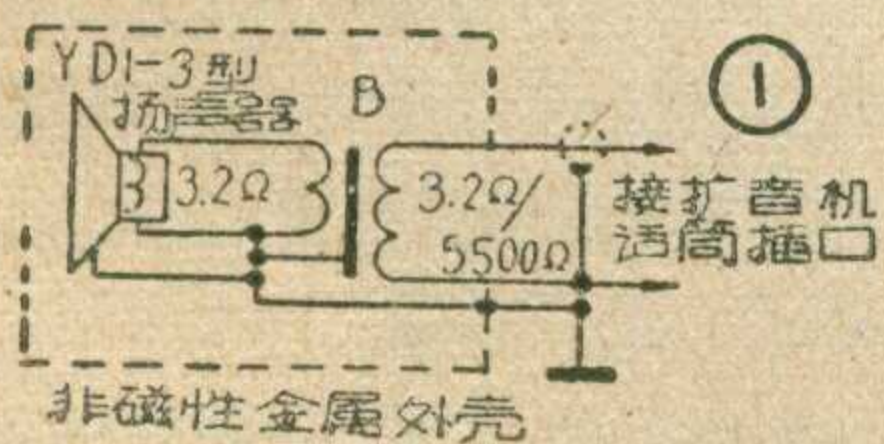 YD1-3型
扬声器
B
①
3.2Ω
3.2Ω/
5500Ω
接扩音机
话筒插口
非磁性金属外壳